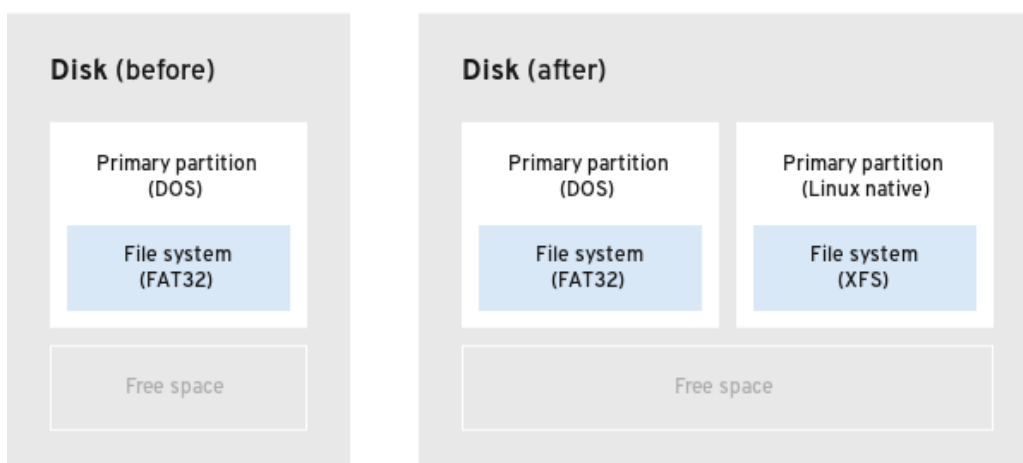 Disk (before)
Primary partition
(DOS)
File system
(FAT32)
Free space
Disk (after)
Primary partition
(DOS)
File system
(FAT32)
Primary partition
(Linux native)
File system
(XFS)
Free space